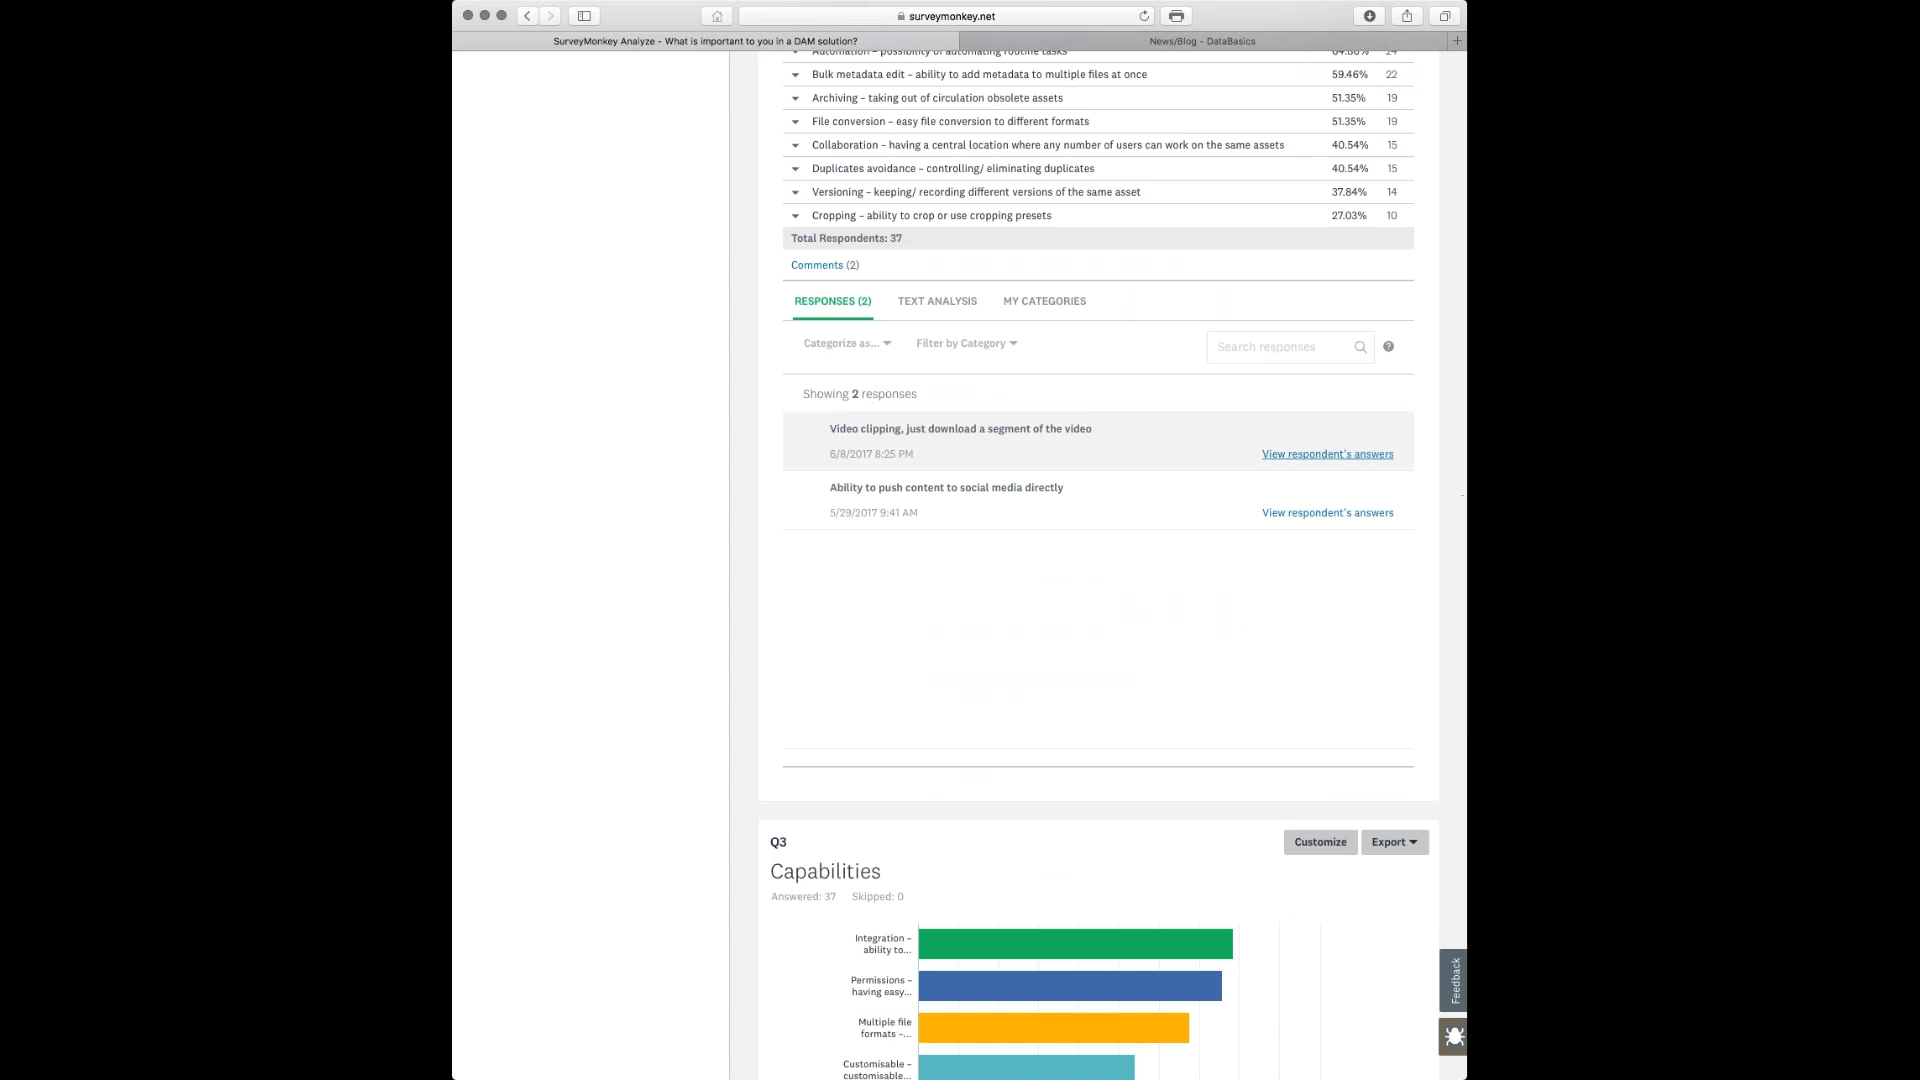 surveymonkey.net
SurveyMonkey Analyze - What is important to you in a DAM solution?
News/Blog - DataBasics
Automation – possibility of automating routine tasks 64.86% 24
Bulk metadata edit – ability to add metadata to multiple files at once 59.46% 22
Archiving – taking out of circulation obsolete assets 51.35% 19
File conversion – easy file conversion to different formats 51.35% 19
Collaboration – having a central location where any number of users can work on the same assets 40.54% 15
Duplicates avoidance – controlling/ eliminating duplicates 40.54% 15
Versioning – keeping/ recording different versions of the same asset 37.84% 14
Cropping – ability to crop or use cropping presets 27.03% 10
Total Respondents: 37
Comments (2)
RESPONSES (2) TEXT ANALYSIS MY CATEGORIES
Categorize as... Filter by Category Search responses ?
Showing 2 responses
Video clipping, just download a segment of the video
6/8/2017 8:25 PM View respondent's answers
Ability to push content to social media directly
5/29/2017 9:41 AM View respondent's answers
Q3 Customize Export
Capabilities
Answered: 37 Skipped: 0
Integration –
ability to...
Permissions –
having easy...
Multiple file
formats –...
Customisable –
customisable...
Feedback